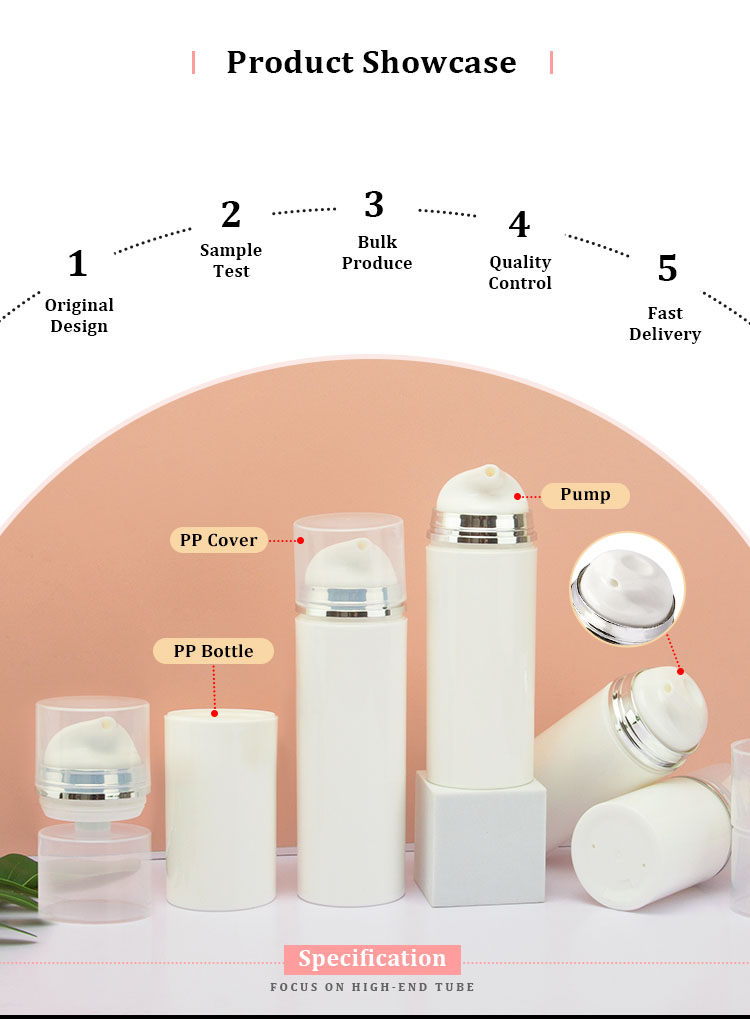 Product Showcase
1
Original
Design
2
Sample
Test
3
Bulk
Produce
4
Quality
Control
5
Fast
Delivery
Pump
PP Cover
PP Bottle
Specification
FOCUS ON HIGH-END TUBE